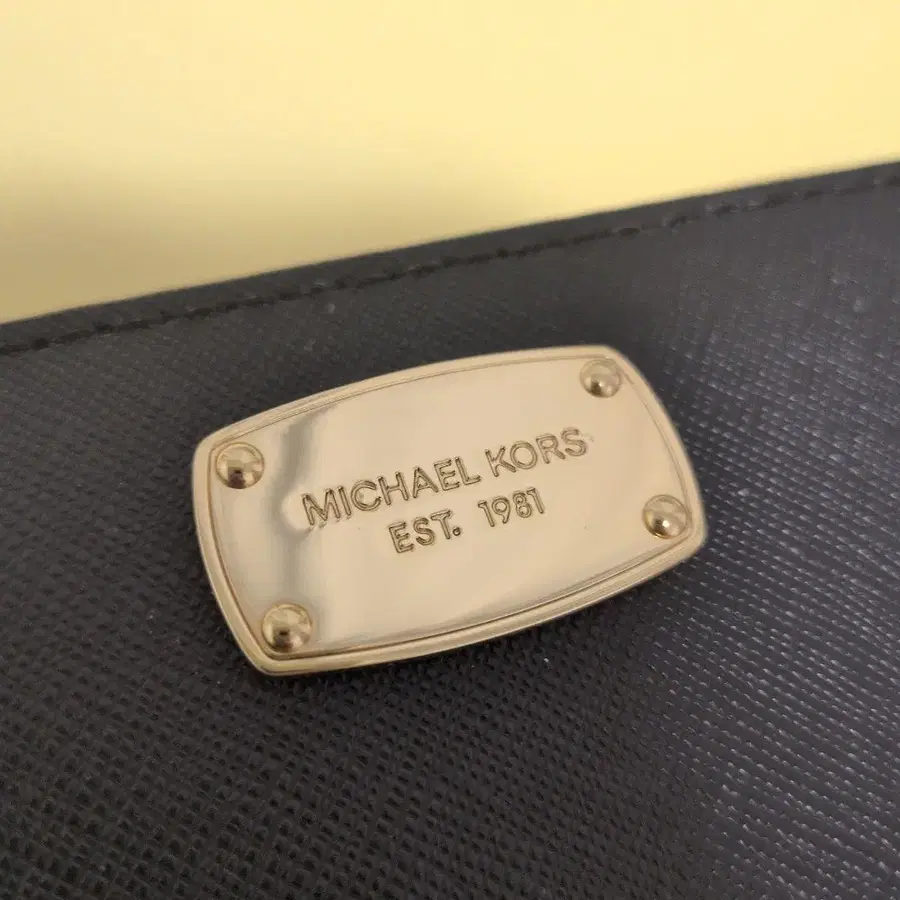 MICHAEL KORS
EST. 1981